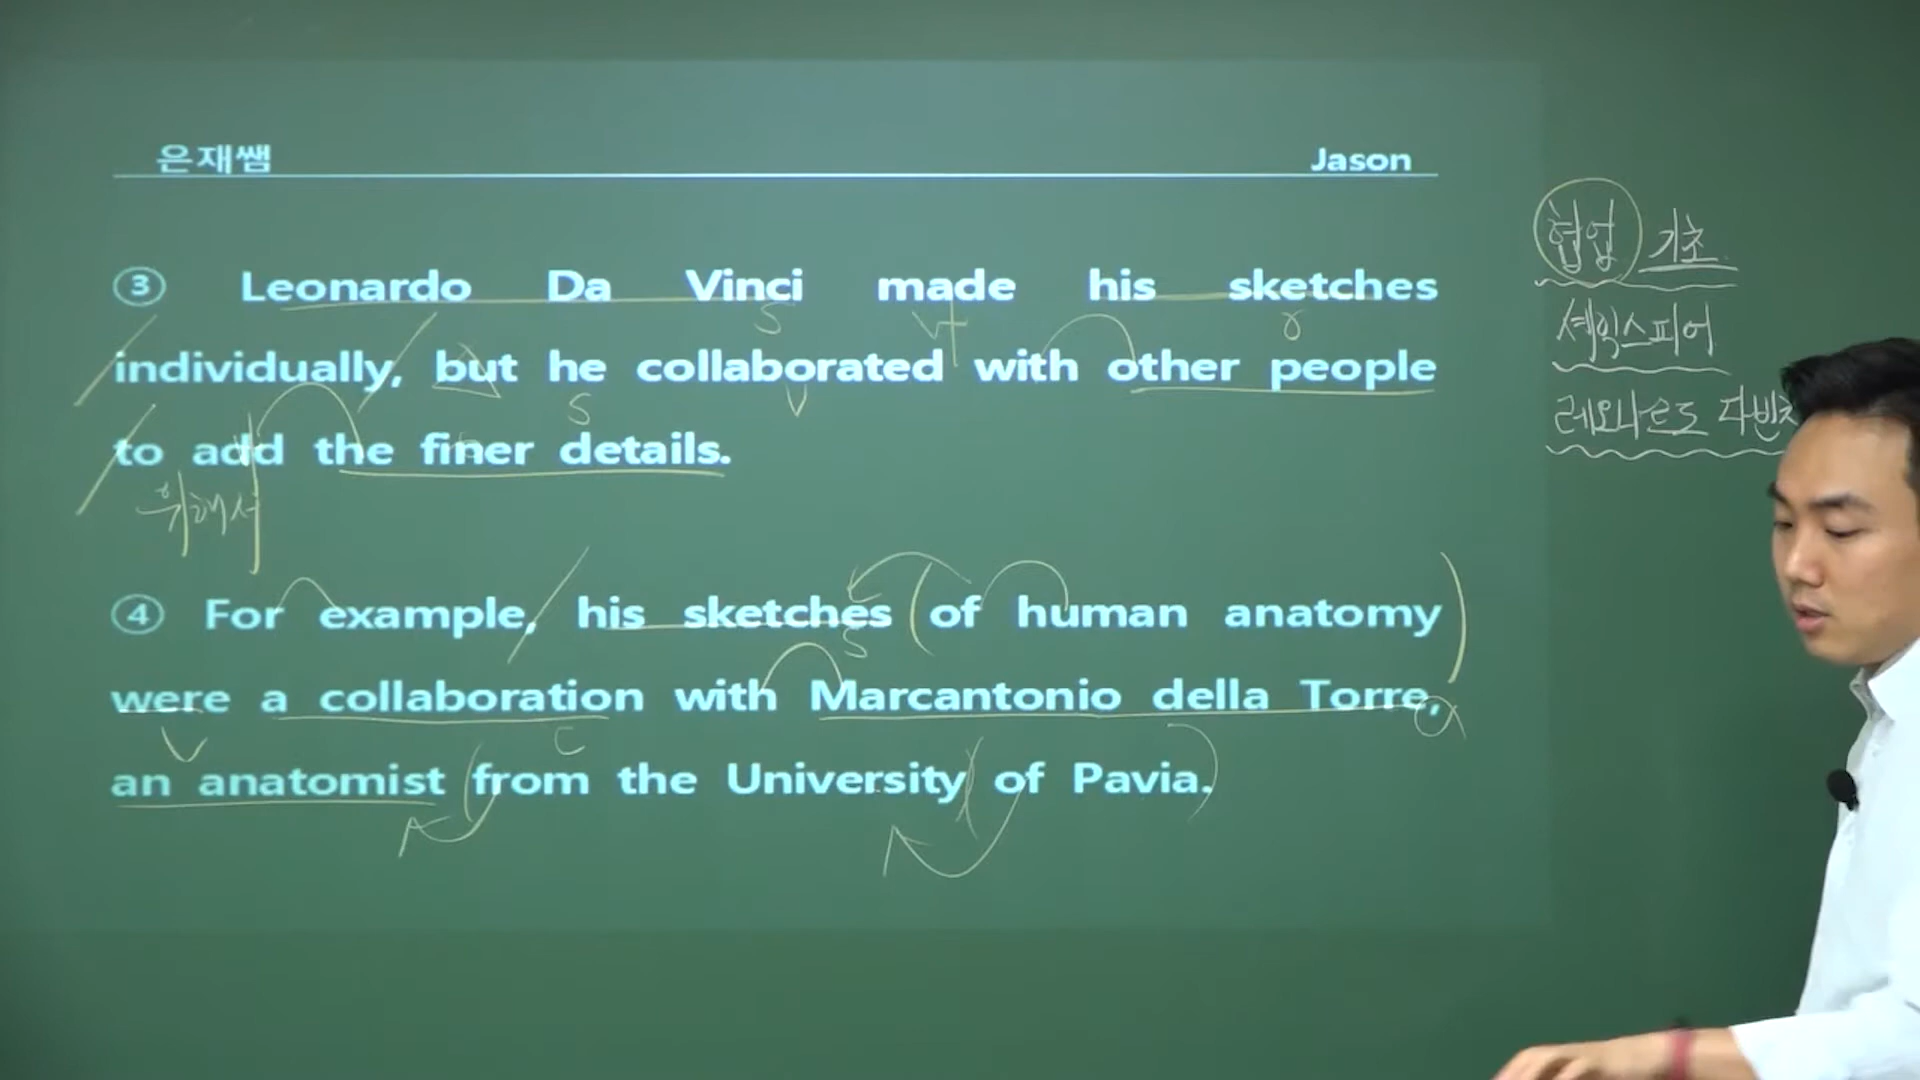 은재쌤 Jason
③ Leonardo Da Vinci made his sketches
S V O
individually, but he collaborated with other people
S V
to add the finer details.
위해서
④ For example, his sketches (of human anatomy)
S
were a collaboration with Marcantonio della Torre,
V C
an anatomist (from the University (of Pavia.)
협업 기초
셰익스피어
레오나르도 다빈치